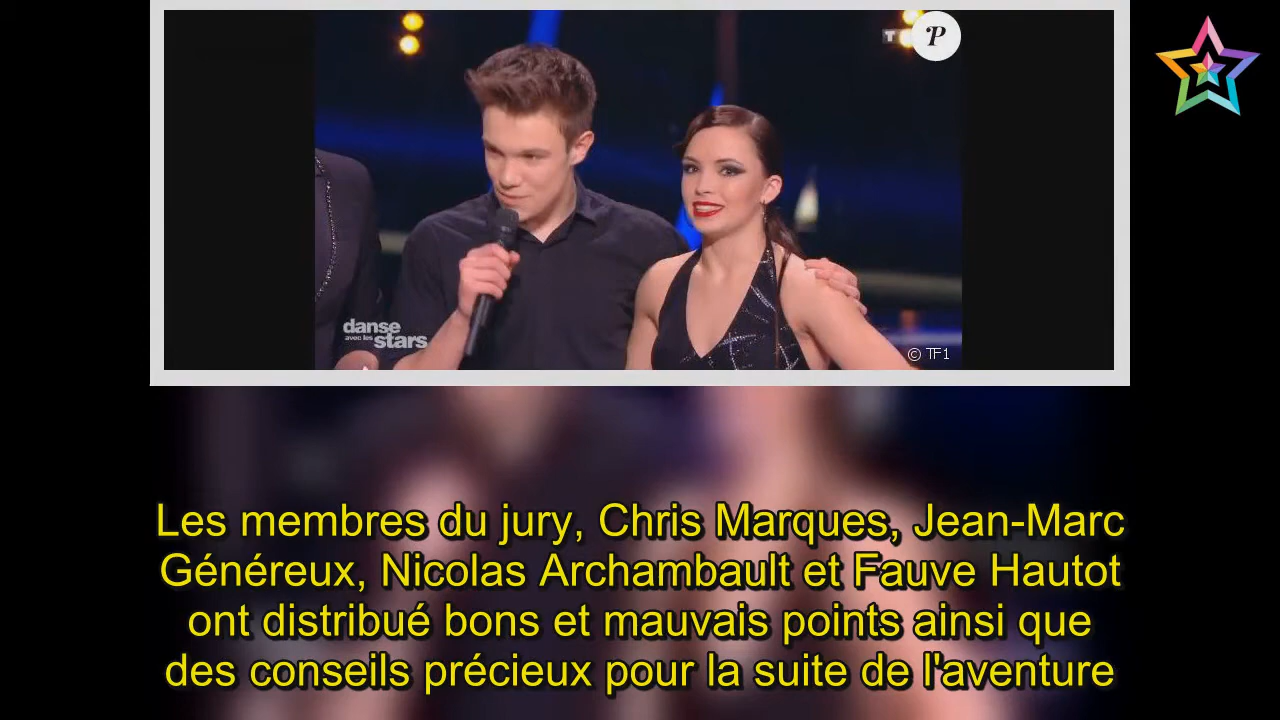 TF1
P
danse
avec les
stars
© TF1
Les membres du jury, Chris Marques, Jean-Marc
Généreux, Nicolas Archambault et Fauve Hautot
ont distribué bons et mauvais points ainsi que
des conseils précieux pour la suite de l'aventure